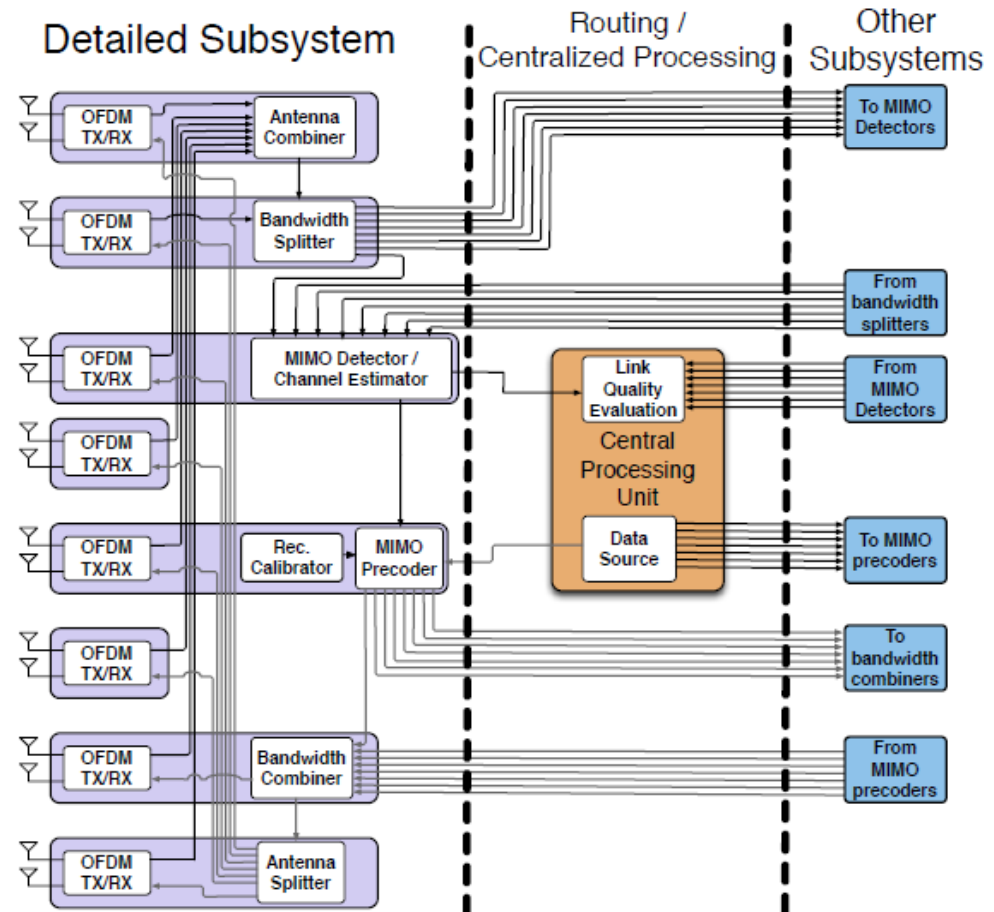 Detailed Subsystem
Routing /
Centralized Processing
Other
Subsystems
OFDM
TX/RX
Antenna
Combiner
To MIMO
Detectors
OFDM
TX/RX
Bandwidth
Splitter
From
bandwidth
splitters
OFDM
TX/RX
MIMO Detector /
Channel Estimator
Link
Quality
Evaluation
From
MIMO
Detectors
OFDM
TX/RX
Central
Processing
Unit
OFDM
TX/RX
Rec.
Calibrator
MIMO
Precoder
Data
Source
To MIMO
precoders
OFDM
TX/RX
To
bandwidth
combiners
OFDM
TX/RX
Bandwidth
Combiner
From
MIMO
precoders
OFDM
TX/RX
Antenna
Splitter